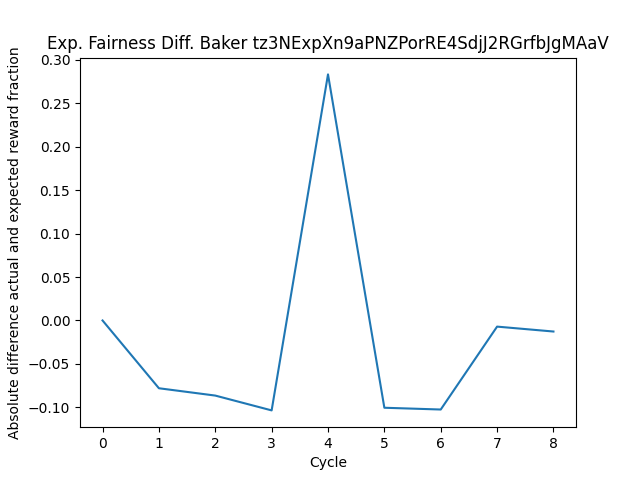 Exp. Fairness Diff. Baker tz3NExpXn9aPNZPorRE4SdjJ2RGrfbJgMAaV
Absolute difference actual and expected reward fraction
0.30
0.25
0.20
0.15
0.10
0.05
0.00
−0.05
−0.10
0 1 2 3 4 5 6 7 8
Cycle